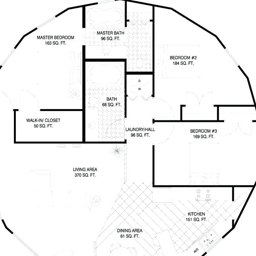 MASTER BATH
96 SQ. FT.
MASTER BEDROOM
163 SQ. FT.
BEDROOM #2
184 SQ. FT.
BATH
68 SQ. FT.
WALK-IN CLOSET
50 SQ. FT.
LAUNDRY/HALL
96 SQ. FT.
BEDROOM #3
169 SQ. FT.
LIVING AREA
370 SQ. FT.
KITCHEN
151 SQ. FT.
DINING AREA
81 SQ. FT.